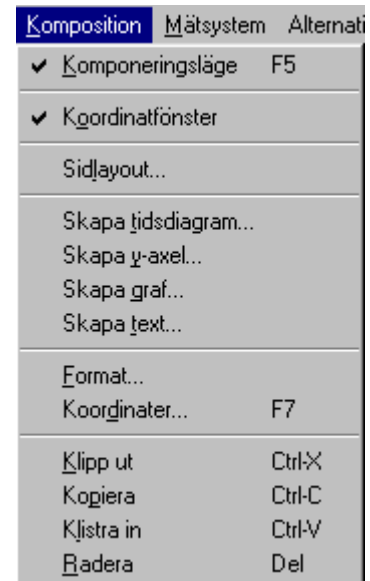 Komposition Mätsystem Alternati
Komponeringsläge F5
Koordinatfönster
Sidlayout...
Skapa tidsdiagram...
Skapa y-axel...
Skapa graf...
Skapa text...
Format...
Koordinater... F7
Klipp ut Ctrl-X
Kopiera Ctrl-C
Klistra in Ctrl-V
Radera Del